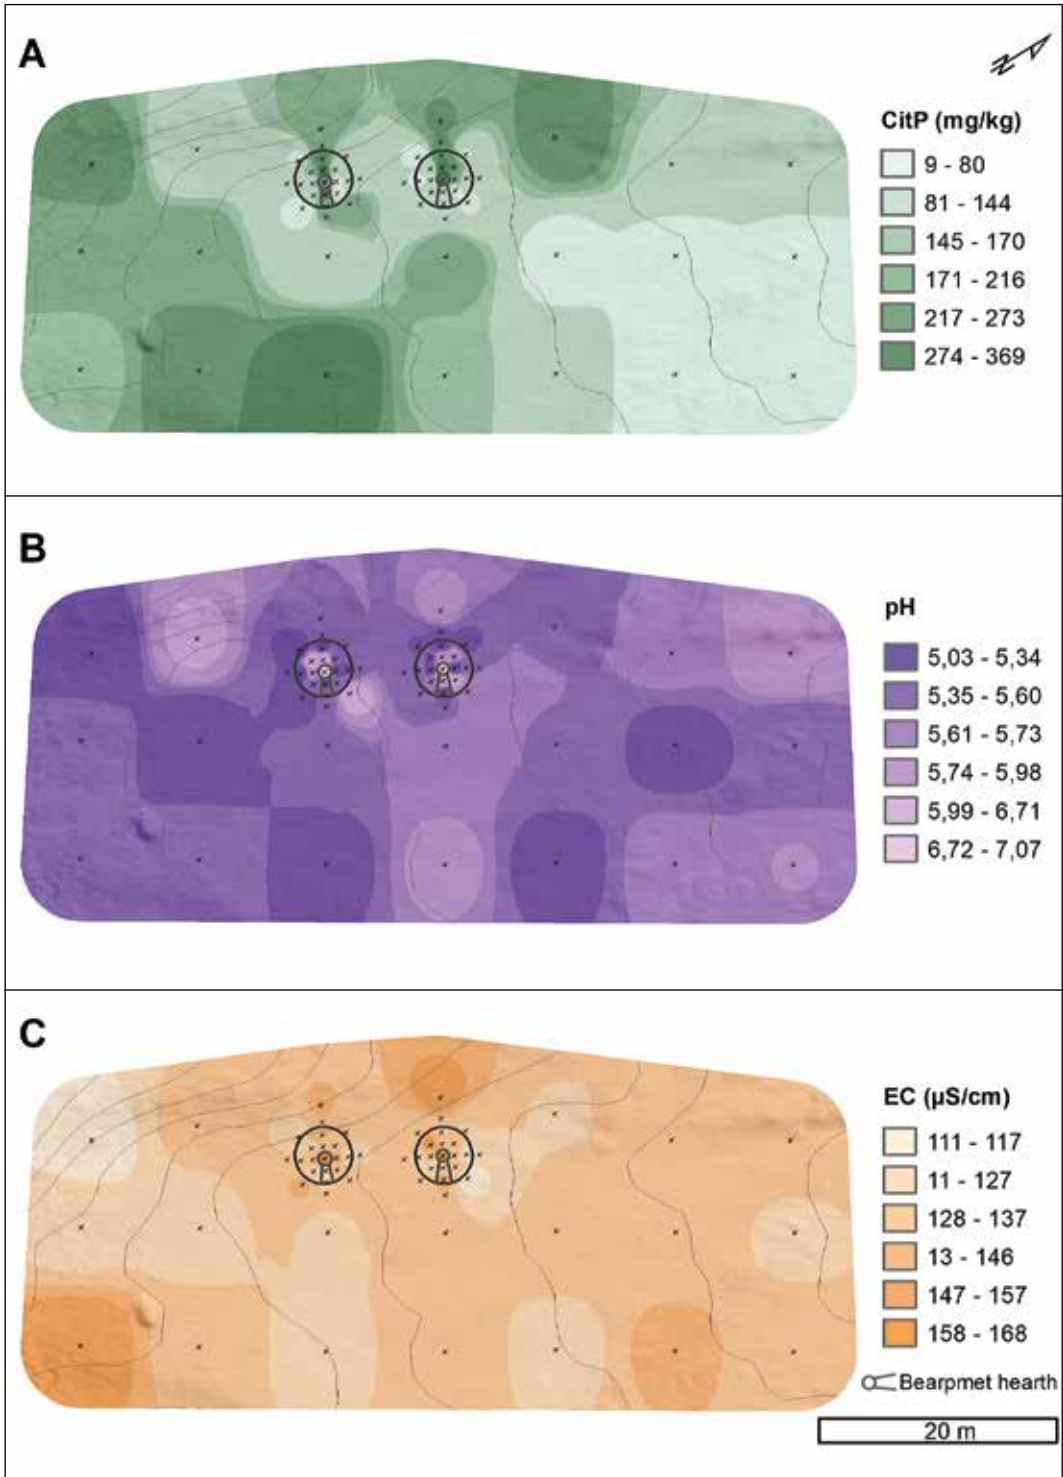 A
N
CitP (mg/kg)
9 - 80
81 - 144
145 - 170
171 - 216
217 - 273
274 - 369
B
pH
5,03 - 5,34
5,35 - 5,60
5,61 - 5,73
5,74 - 5,98
5,99 - 6,71
6,72 - 7,07
C
EC (µS/cm)
111 - 117
11 - 127
128 - 137
13 - 146
147 - 157
158 - 168
Bearpmet hearth
20 m